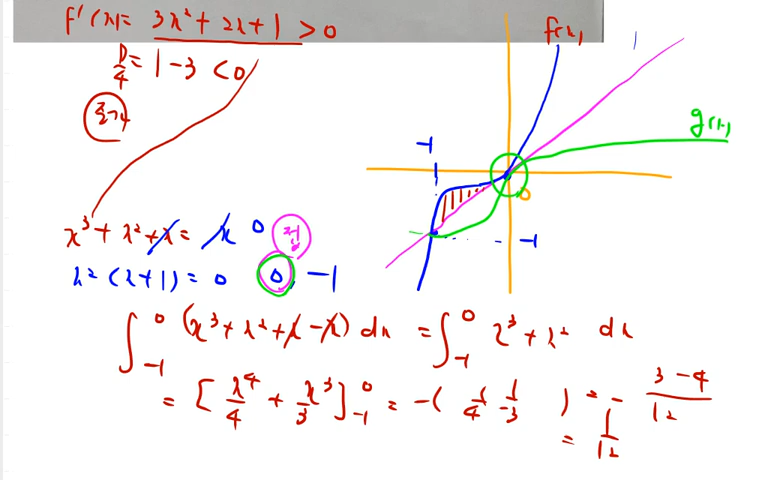 f'(x) = 3x² + 2x + 1 > 0
D/4 = 1 - 3 < 0
증가
f(x)
g(x)
-1
0
-1
x³ + x² + x = x 0
x²(x+1) = 0 0, -1
∫₋₁⁰ (x³ + x² + x - x) dx = ∫₋₁⁰ x³ + x² dx
= [x⁴/4 + x³/3]₋₁⁰ = -(1/4 1/-3) = - (3-4)/12
= 1/12